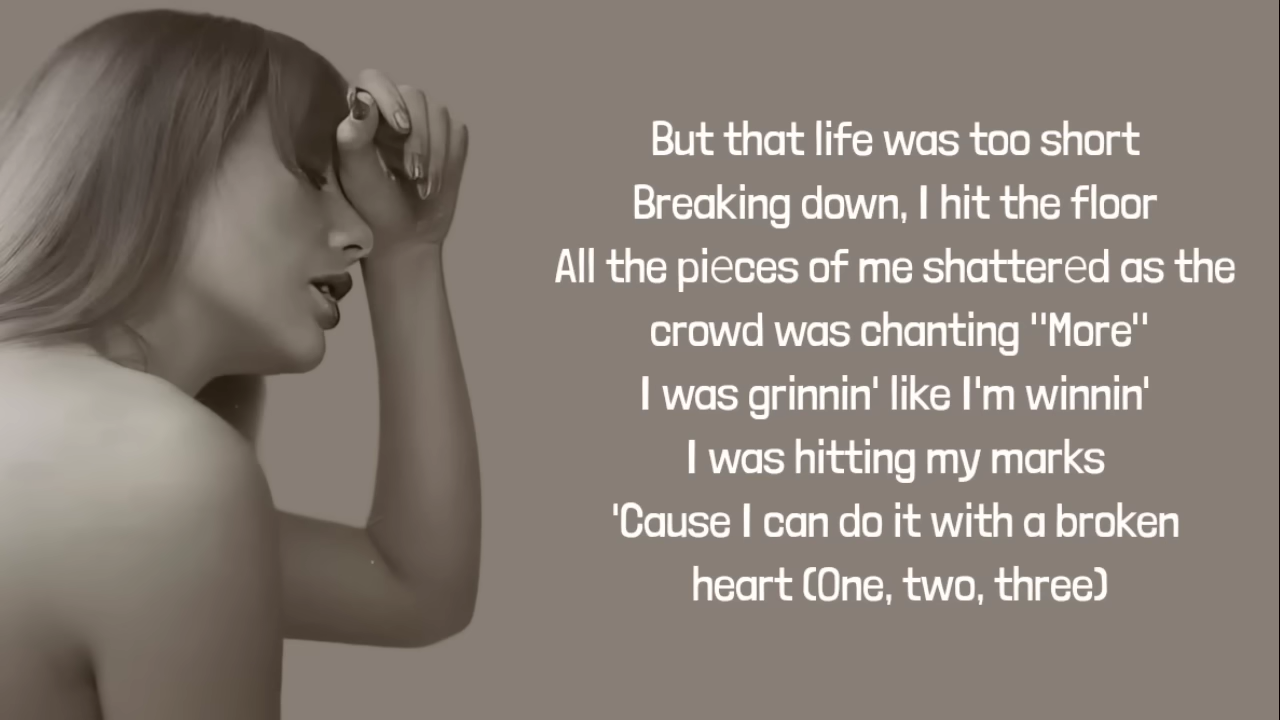 But that life was too short
Breaking down, I hit the floor
All the pieces of me shattered as the
crowd was chanting "More"
I was grinnin' like I'm winnin'
I was hitting my marks
'Cause I can do it with a broken
heart (One, two, three)